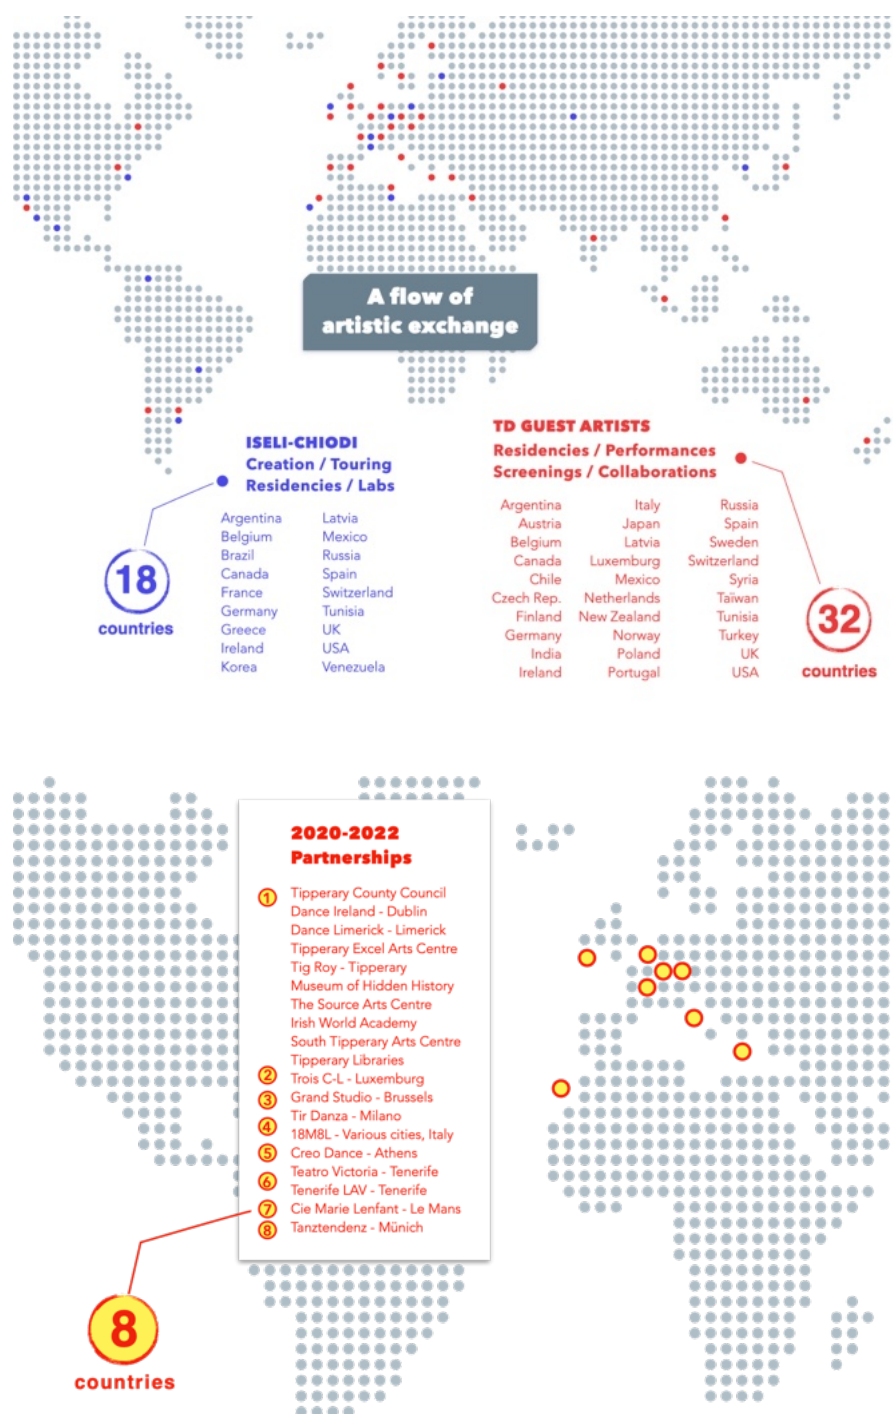 A flow of
artistic exchange
ISELI-CHIODI
Creation / Touring
Residencies / Labs
18
countries
Argentina
Belgium
Brazil
Canada
France
Germany
Greece
Ireland
Korea
Latvia
Mexico
Russia
Spain
Switzerland
Tunisia
UK
USA
Venezuela
TD GUEST ARTISTS
Residencies / Performances
Screenings / Collaborations
Argentina
Austria
Belgium
Canada
Chile
Czech Rep.
Finland
Germany
India
Ireland
Italy
Japan
Latvia
Luxemburg
Mexico
Netherlands
New Zealand
Norway
Poland
Portugal
Russia
Spain
Sweden
Switzerland
Syria
Taïwan
Tunisia
Turkey
UK
USA
32
countries
2020-2022
Partnerships
1 Tipperary County Council
Dance Ireland - Dublin
Dance Limerick - Limerick
Tipperary Excel Arts Centre
Tig Roy - Tipperary
Museum of Hidden History
The Source Arts Centre
Irish World Academy
South Tipperary Arts Centre
Tipperary Libraries
2 Trois C-L - Luxemburg
3 Grand Studio - Brussels
Tir Danza - Milano
4 18M8L - Various cities, Italy
5 Creo Dance - Athens
Teatro Victoria - Tenerife
6 Tenerife LAV - Tenerife
7 Cie Marie Lenfant - Le Mans
8 Tanztendenz - Münich
8
countries